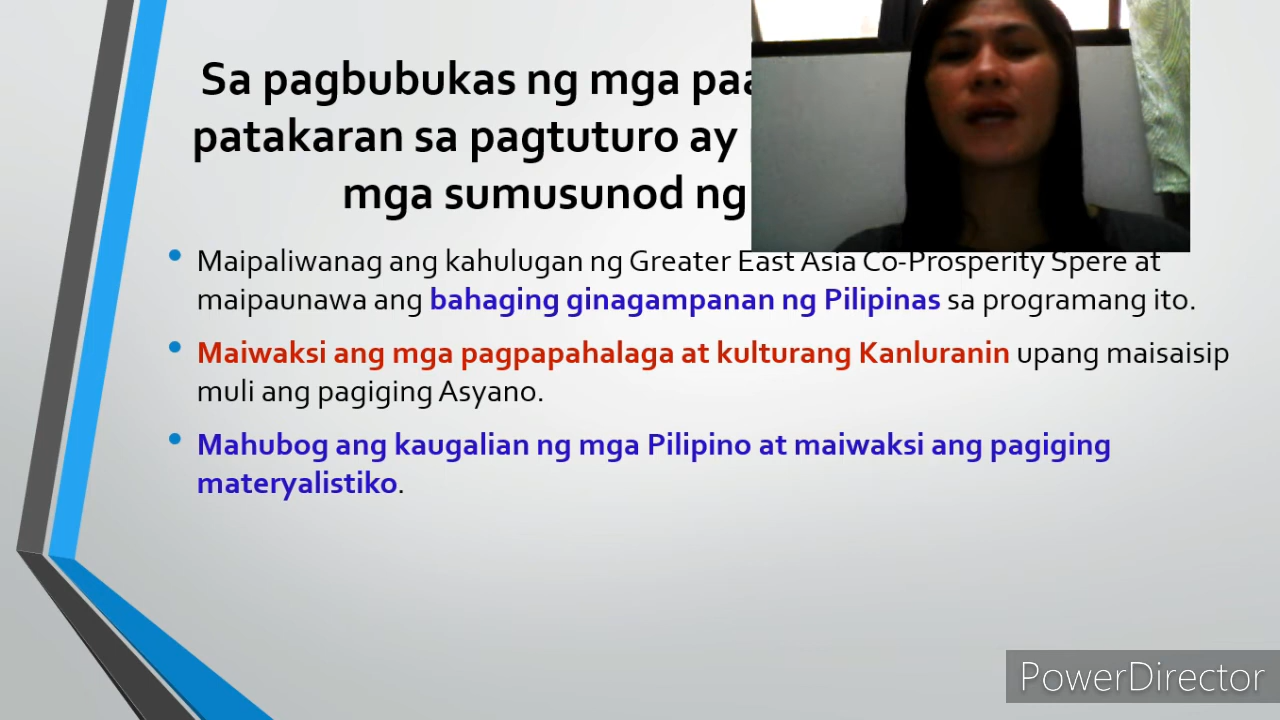 Sa pagbubukas ng mga
patakaran sa pagtuturo ay
mga sumusunod ng
Maipaliwanag ang kahulugan ng Greater East Asia Co-Prosperity Spere at
maipaunawa ang bahaging ginagampanan ng Pilipinas sa programang ito.
Maiwaksi ang mga pagpapahalaga at kulturang Kanluranin upang maisaisip
muli ang pagiging Asyano.
Mahubog ang kaugalian ng mga Pilipino at maiwaksi ang pagiging
materyalistiko.
PowerDirector